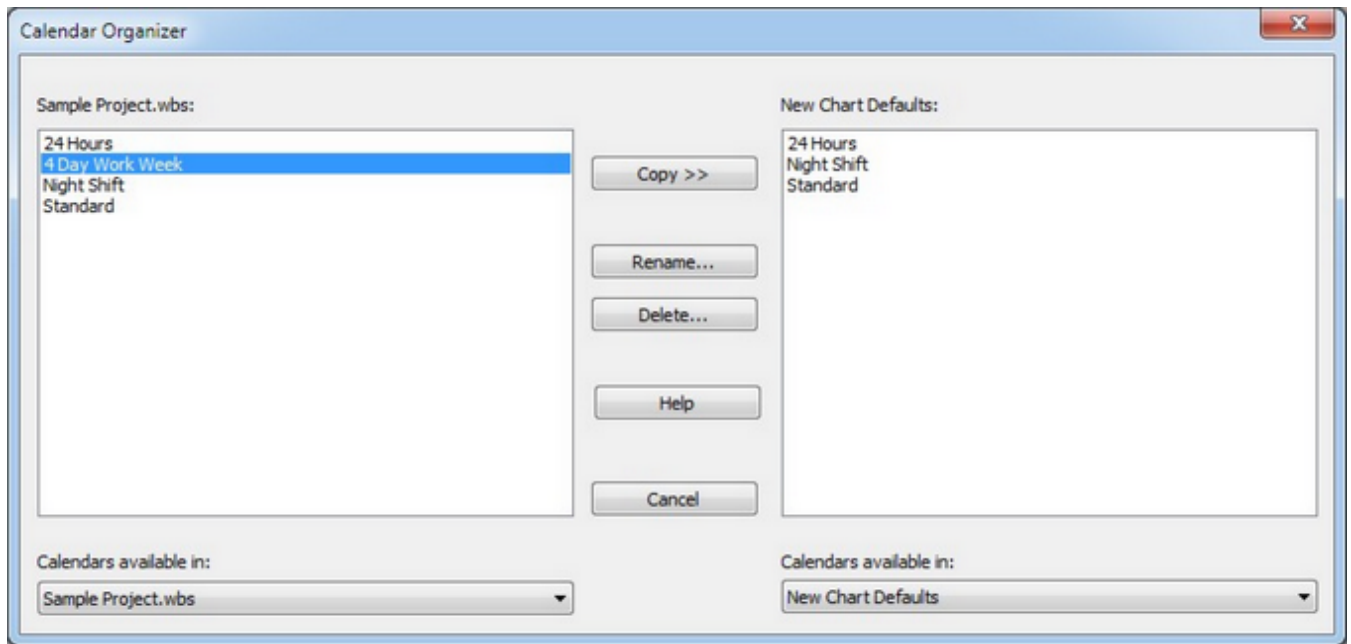 Calendar Organizer
Sample Project.wbs:
24 Hours
4 Day Work Week
Night Shift
Standard
Copy >>
Rename...
Delete...
Help
Cancel
New Chart Defaults:
24 Hours
Night Shift
Standard
Calendars available in:
Sample Project.wbs
Calendars available in:
New Chart Defaults